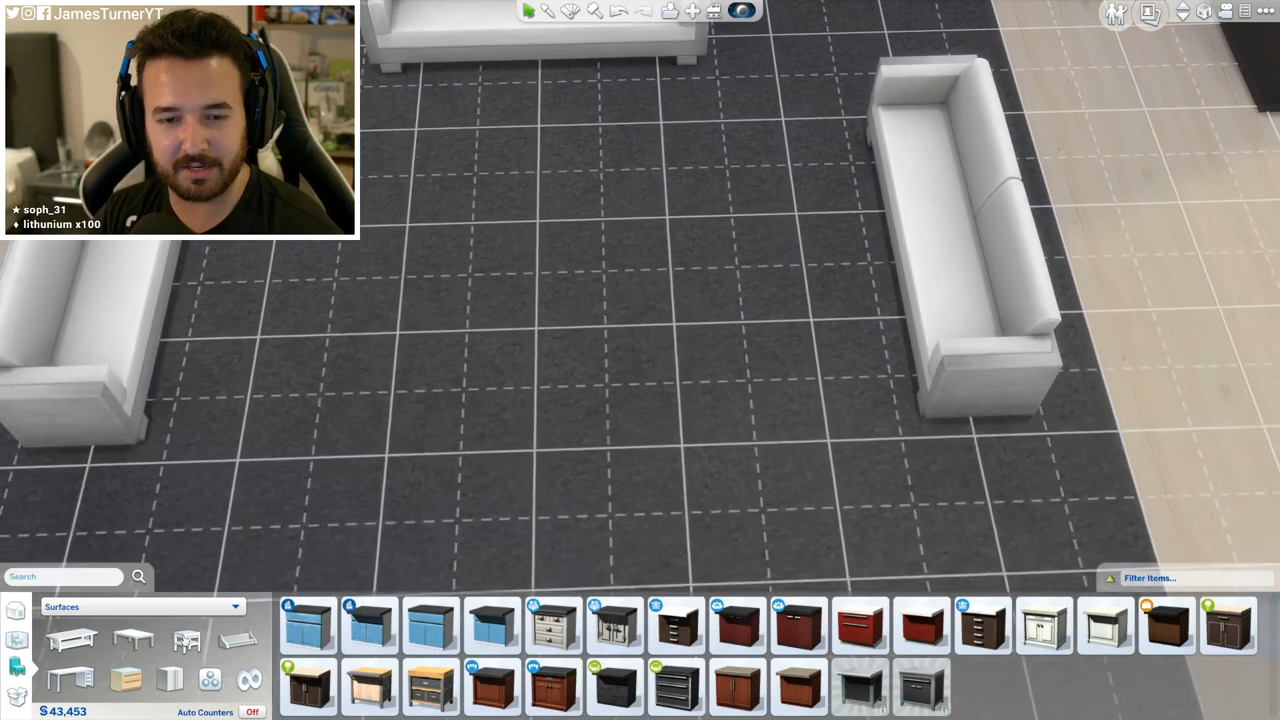 JamesTurnerYT
★ soph_31
♦ lithunium x100
Search
Filter Items...
Surfaces
§43,453
Auto Counters
Off